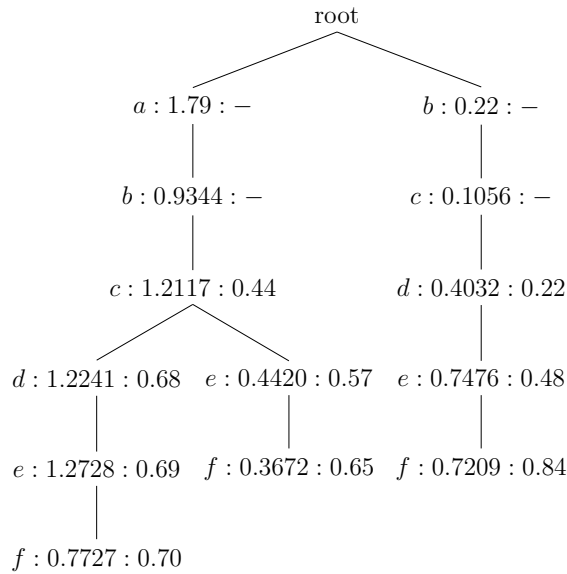 root
a : 1.79 : − b : 0.22 : −
b : 0.9344 : − c : 0.1056 : −
c : 1.2117 : 0.44 d : 0.4032 : 0.22
d : 1.2241 : 0.68 e : 0.4420 : 0.57 e : 0.7476 : 0.48
e : 1.2728 : 0.69 f : 0.3672 : 0.65 f : 0.7209 : 0.84
f : 0.7727 : 0.70